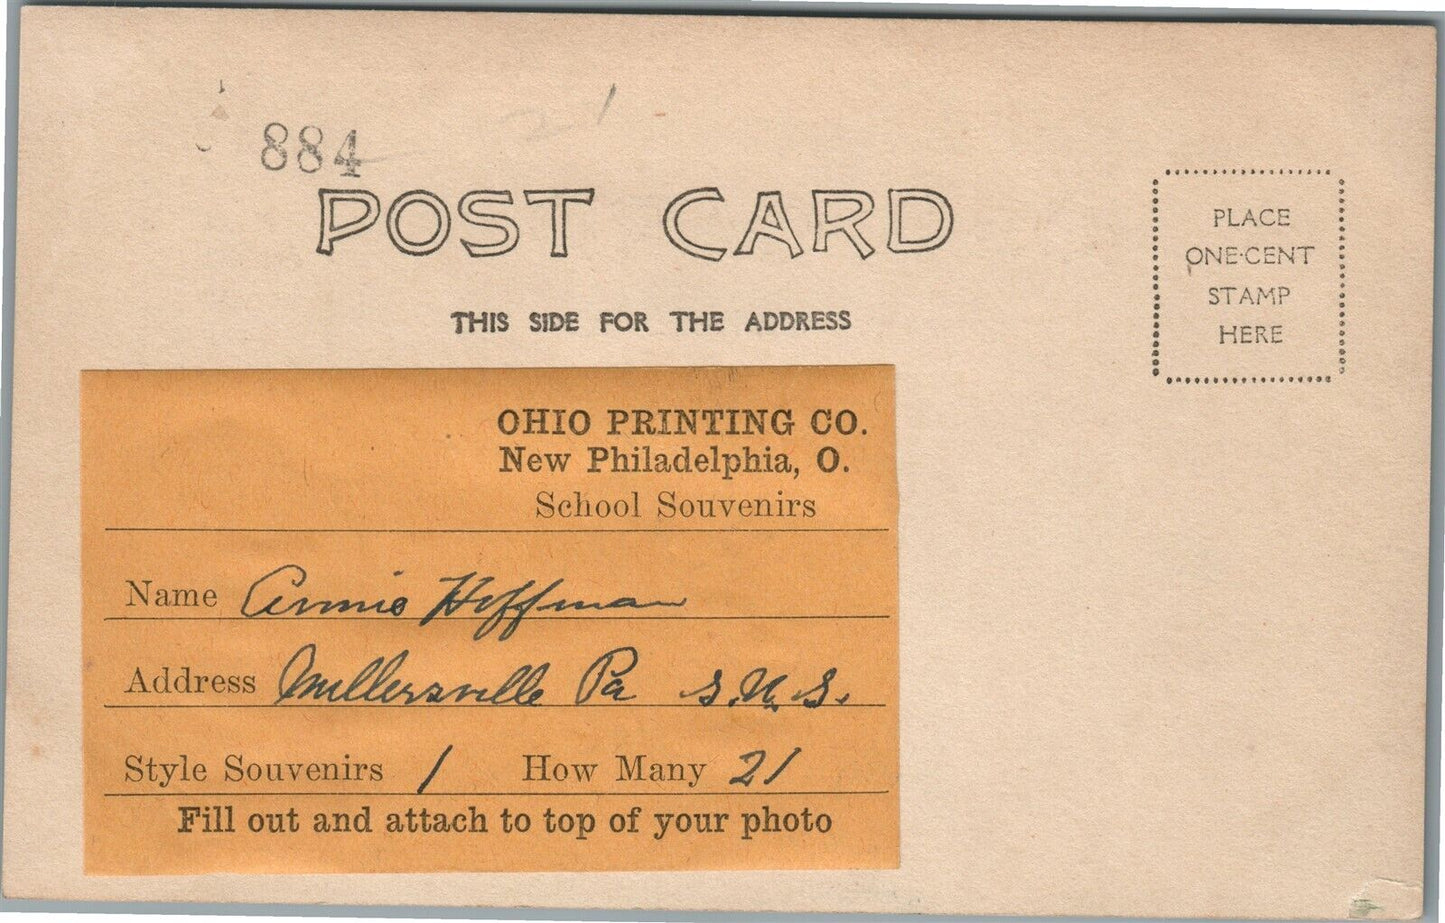 884
POST CARD
THIS SIDE FOR THE ADDRESS
PLACE
ONE-CENT
STAMP
HERE
OHIO PRINTING CO.
New Philadelphia, O.
School Souvenirs
Name Annie Hoffman
Address Millersville Pa S.N.S.
Style Souvenirs 1 How Many 21
Fill out and attach to top of your photo